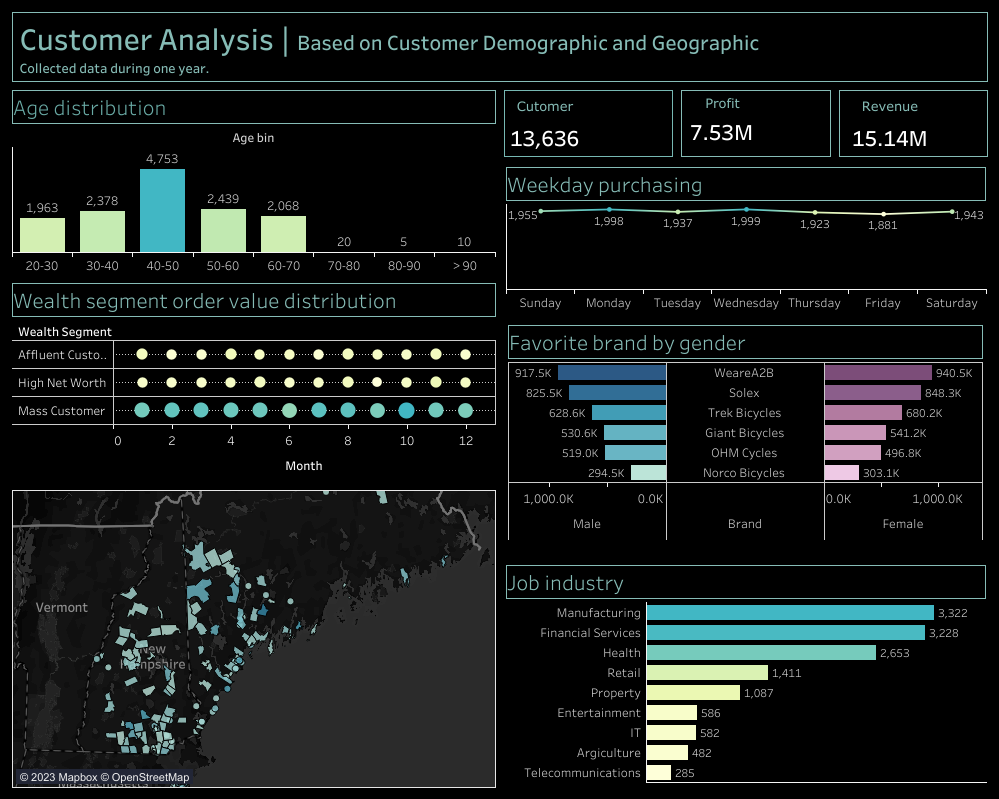 Customer Analysis | Based on Customer Demographic and Geographic
Collected data during one year.
Age distribution
Age bin
1,963
2,378
4,753
2,439
2,068
20
5
10
20-30
30-40
40-50
50-60
60-70
70-80
80-90
> 90
Cutomer
13,636
Profit
7.53M
Revenue
15.14M
Weekday purchasing
1,955
1,998
1,937
1,999
1,923
1,881
1,943
Sunday
Monday
Tuesday
Wednesday
Thursday
Friday
Saturday
Wealth segment order value distribution
Wealth Segment
Affluent Custo..
High Net Worth
Mass Customer
0
2
4
6
8
10
12
Month
Favorite brand by gender
917.5K WeareA2B 940.5K
825.5K Solex 848.3K
628.6K Trek Bicycles 680.2K
530.6K Giant Bicycles 541.2K
519.0K OHM Cycles 496.8K
294.5K Norco Bicycles 303.1K
1,000.0K 0.0K 0.0K 1,000.0K
Male Brand Female
Vermont
New
Hampshire
Massachusetts
© 2023 Mapbox © OpenStreetMap
Job industry
Manufacturing 3,322
Financial Services 3,228
Health 2,653
Retail 1,411
Property 1,087
Entertainment 586
IT 582
Argiculture 482
Telecommunications 285